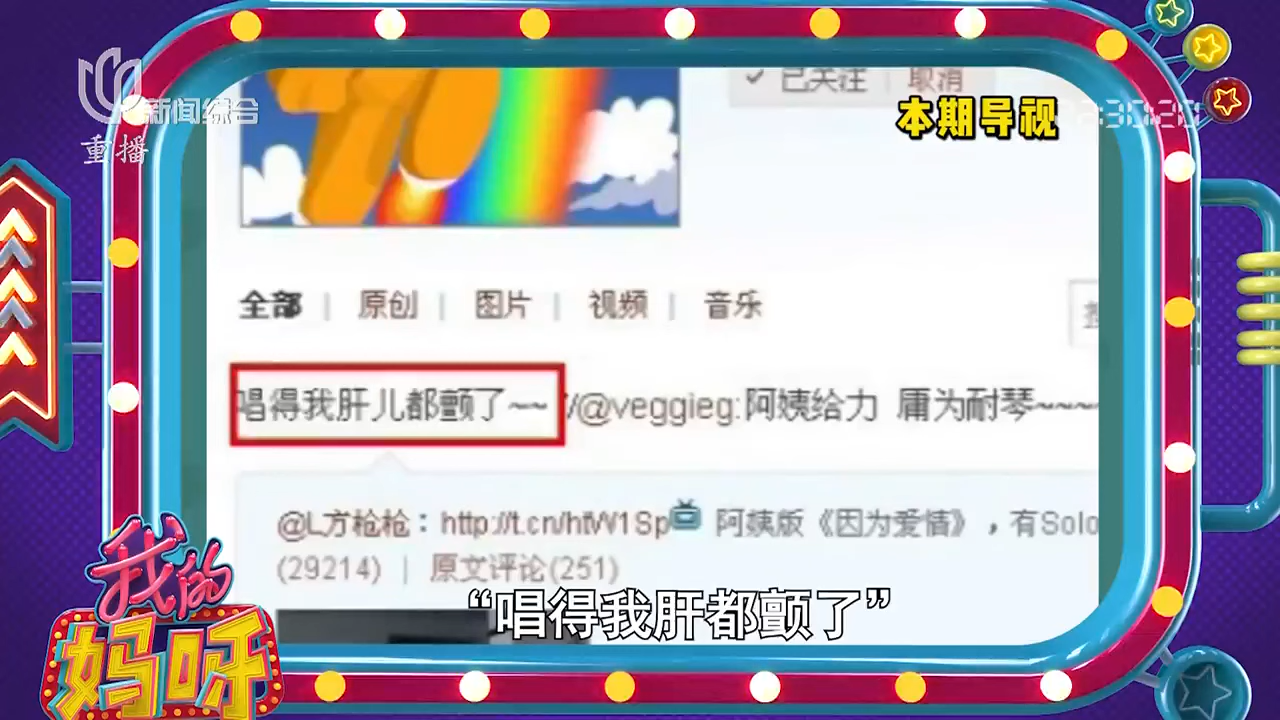 新闻综合
重播
已关注 | 取消
本期导视
全部 | 原创 | 图片 | 视频 | 音乐
唱得我肝儿都颤了~~ //@veggieg:阿姨给力 庸为耐琴~~~~
@L方枪枪：http://t.cn/htW1Sp 阿姨版《因为爱情》，有Solo
(29214) | 原文评论(251)
“唱得我肝都颤了”
我的
妈呀